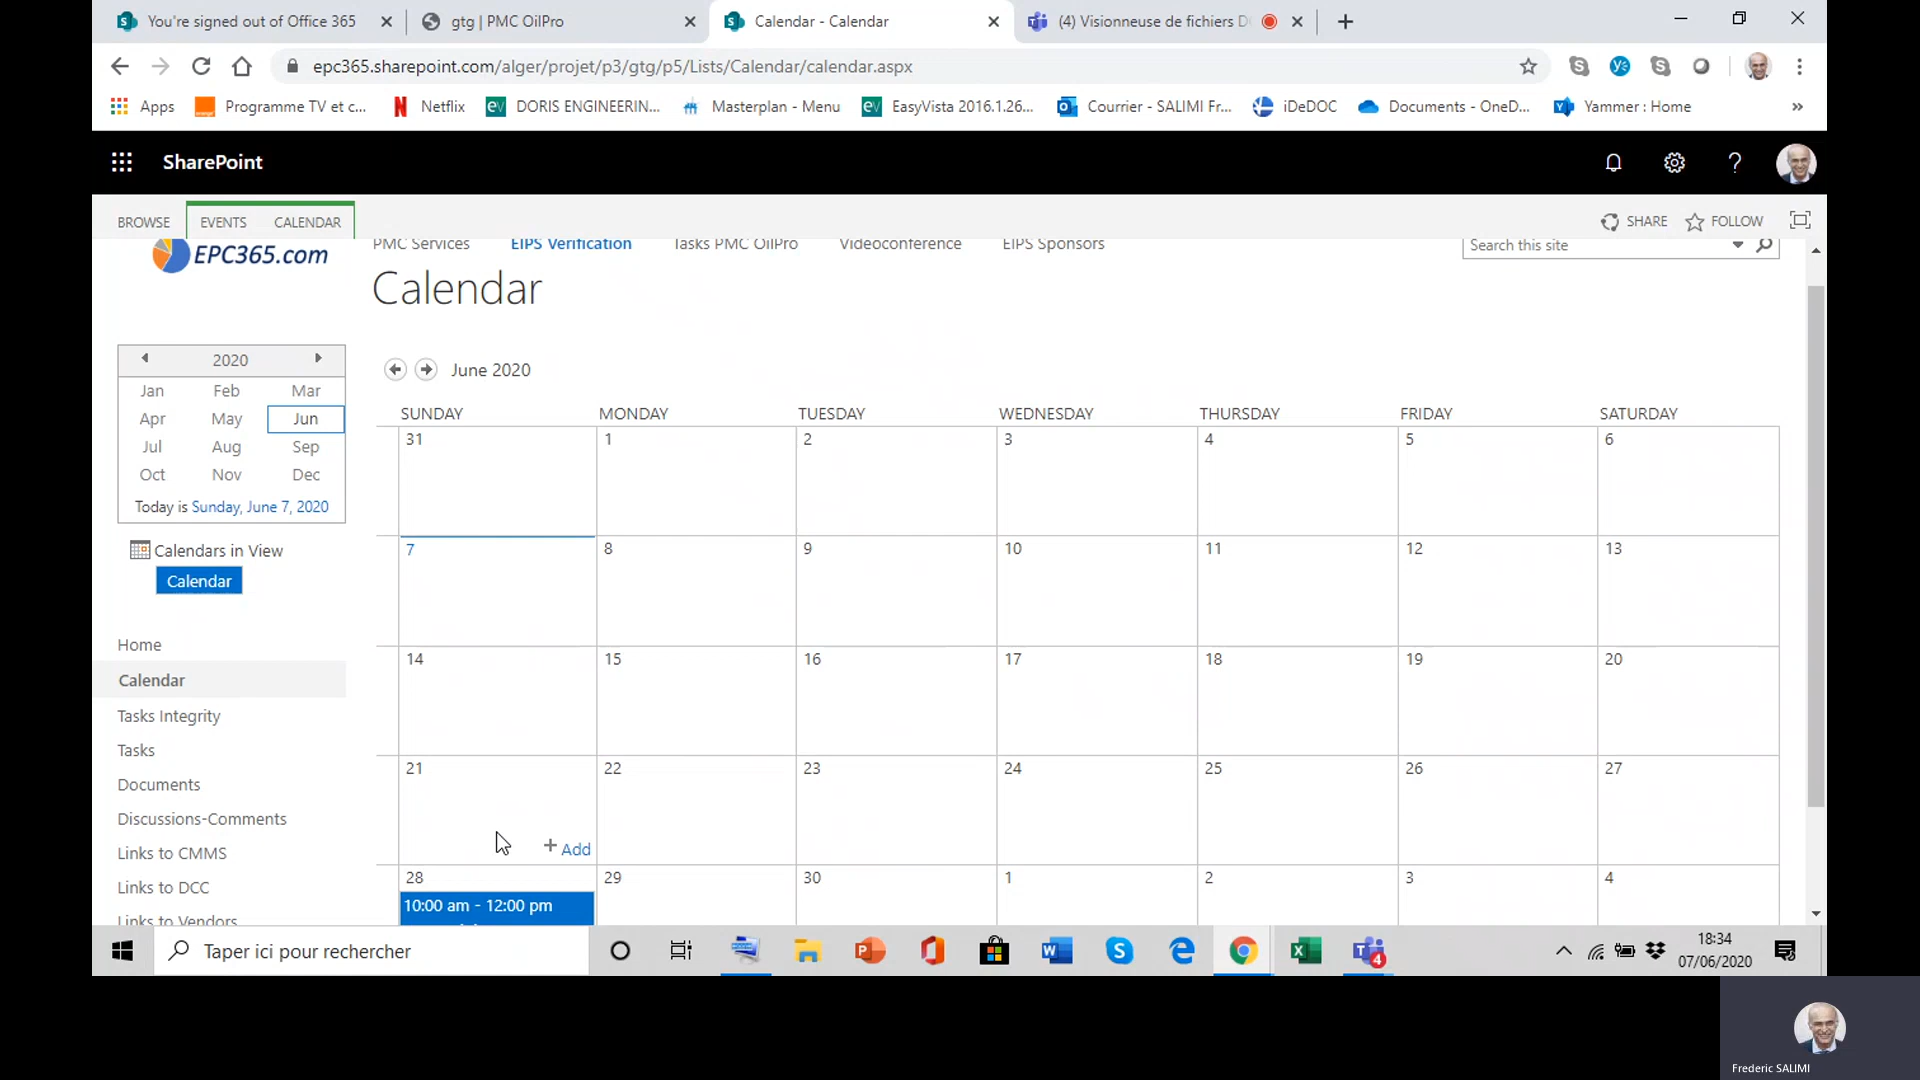 You're signed out of Office 365
gtg | PMC OilPro
Calendar - Calendar
(4) Visionneuse de fichiers
epc365.sharepoint.com/alger/projet/p3/gtg/p5/Lists/Calendar/calendar.aspx
Apps Programme TV et c... Netflix DORIS ENGINEERIN... Masterplan - Menu EasyVista 2016.1.26... Courrier - SALIMI Fr... iDeDOC Documents - OneD... Yammer : Home
SharePoint
BROWSE EVENTS CALENDAR SHARE FOLLOW
EPC365.com
PMC Services EIPS Verification Tasks PMC OilPro Videoconference EIPS Sponsors
Search this site
Calendar
2020
Jan Feb Mar
Apr May Jun
Jul Aug Sep
Oct Nov Dec
Today is Sunday, June 7, 2020
Calendars in View
Calendar
Home
Calendar
Tasks Integrity
Tasks
Documents
Discussions-Comments
Links to CMMS
Links to DCC
Links to Vendors
June 2020
SUNDAY MONDAY TUESDAY WEDNESDAY THURSDAY FRIDAY SATURDAY
31 1 2 3 4 5 6
7 8 9 10 11 12 13
14 15 16 17 18 19 20
21 22 23 24 25 26 27
+ Add
28 29 30 1 2 3 4
10:00 am - 12:00 pm
Taper ici pour rechercher
4
18:34
07/06/2020
Frederic SALIMI